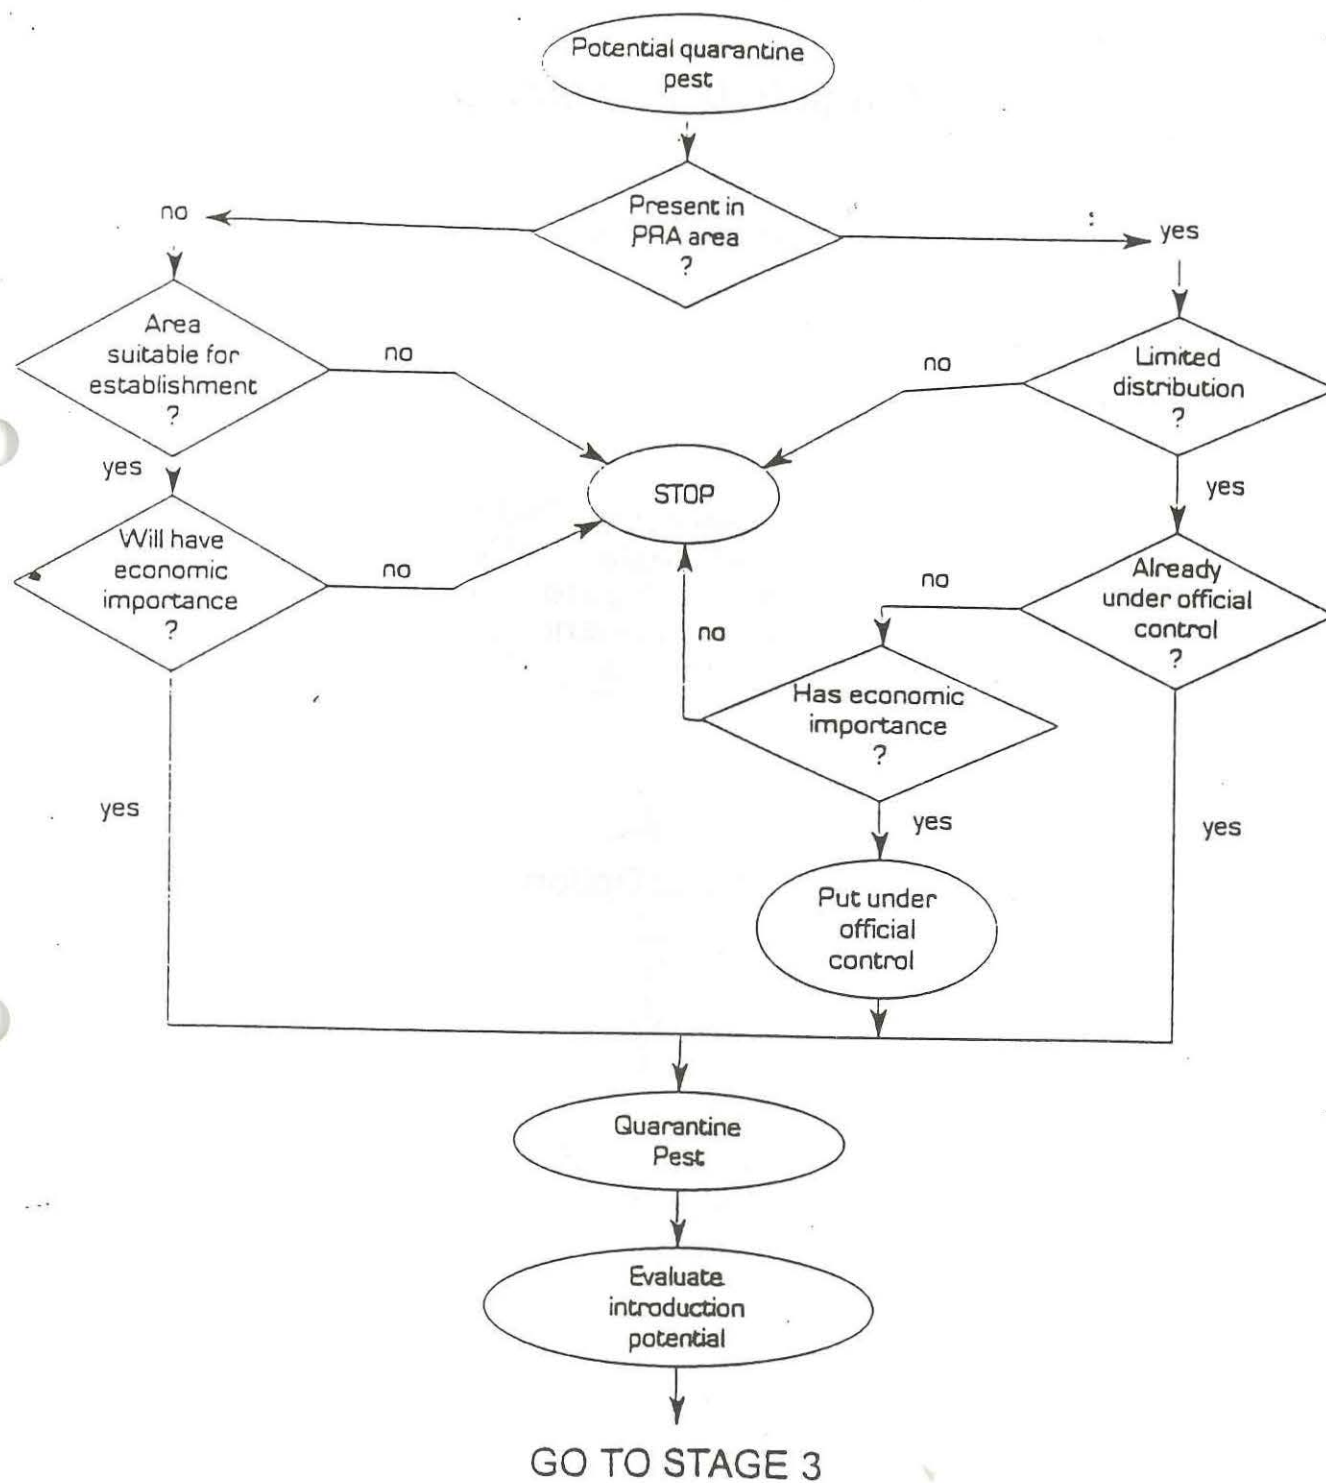 Potential quarantine
pest
Present in
PRA area
?
no
yes
Area
suitable for
establishment
?
no
no
Limited
distribution
?
yes
STOP
yes
Will have
economic
importance
?
no
no
Already
under official
control
?
no
Has economic
importance
?
yes
yes
yes
Put under
official
control
Quarantine
Pest
Evaluate
introduction
potential
GO TO STAGE 3